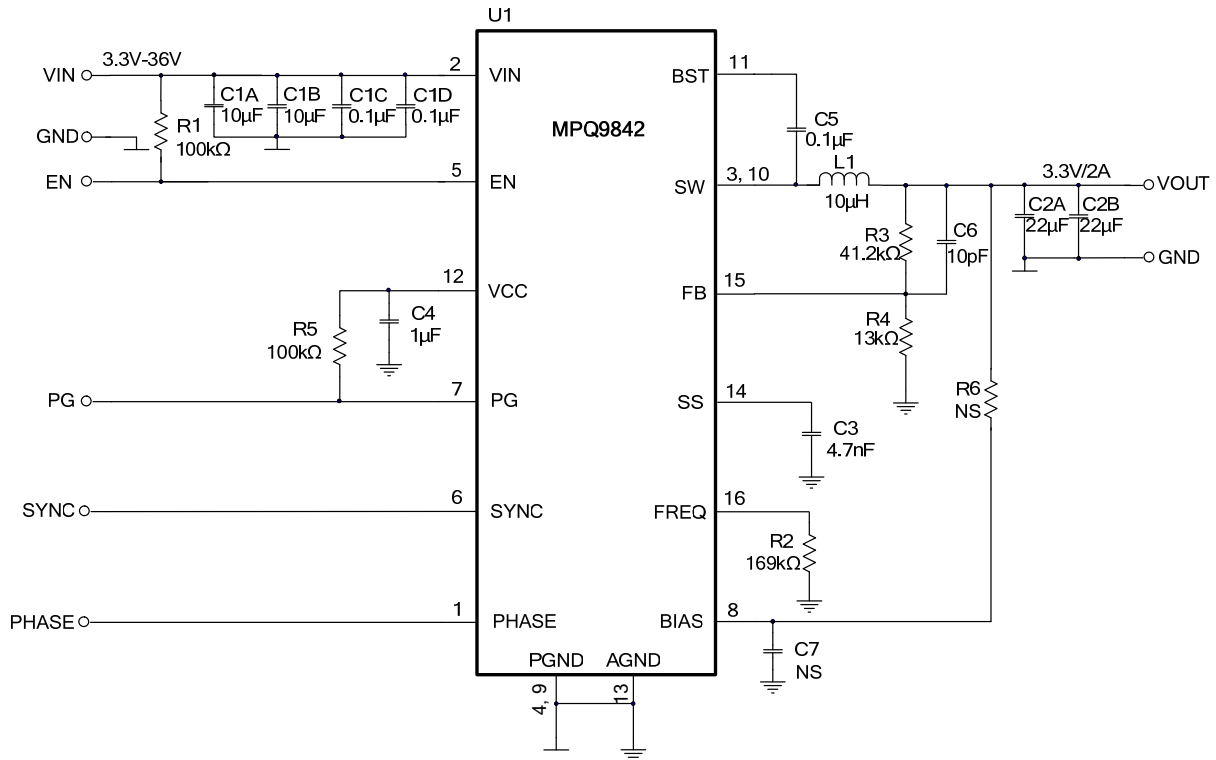 U1
MPQ9842
VIN
3.3V-36V
2
VIN
GND
EN
5
EN
R1
100kΩ
C1A
10µF
C1B
10µF
C1C
0.1µF
C1D
0.1µF
12
VCC
R5
100kΩ
C4
1µF
PG
7
PG
SYNC
6
SYNC
PHASE
1
PHASE
PGND
AGND
4, 9
13
BST
11
C5
0.1µF
SW
3, 10
L1
10µH
3.3V/2A
VOUT
R3
41.2kΩ
C6
10pF
C2A
22µF
C2B
22µF
GND
FB
15
R4
13kΩ
R6
NS
SS
14
C3
4.7nF
FREQ
16
R2
169kΩ
BIAS
8
C7
NS